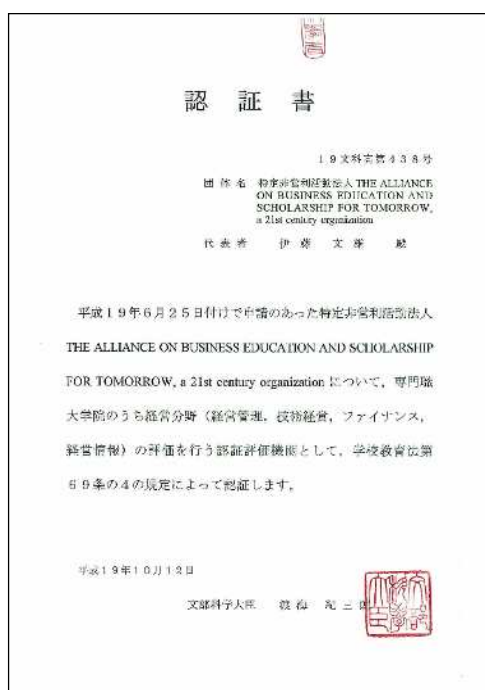 認証書
19文科高第438号
団体名 特定非営利活動法人 THE ALLIANCE
ON BUSINESS EDUCATION AND
SCHOLARSHIP FOR TOMORROW,
a 21st century organization
代表者 伊藤 文雄 殿
平成19年6月25日付けで申請のあった特定非営利活動法人
THE ALLIANCE ON BUSINESS EDUCATION AND SCHOLARSHIP
FOR TOMORROW, a 21st century organization について,専門職
大学院のうち経営分野(経営管理,技術経営,ファイナンス,
経営情報)の評価を行う認証評価機関として,学校教育法第
69条の4の規定によって認証します。
平成19年10月12日
文部科学大臣 渡海 紀三朗